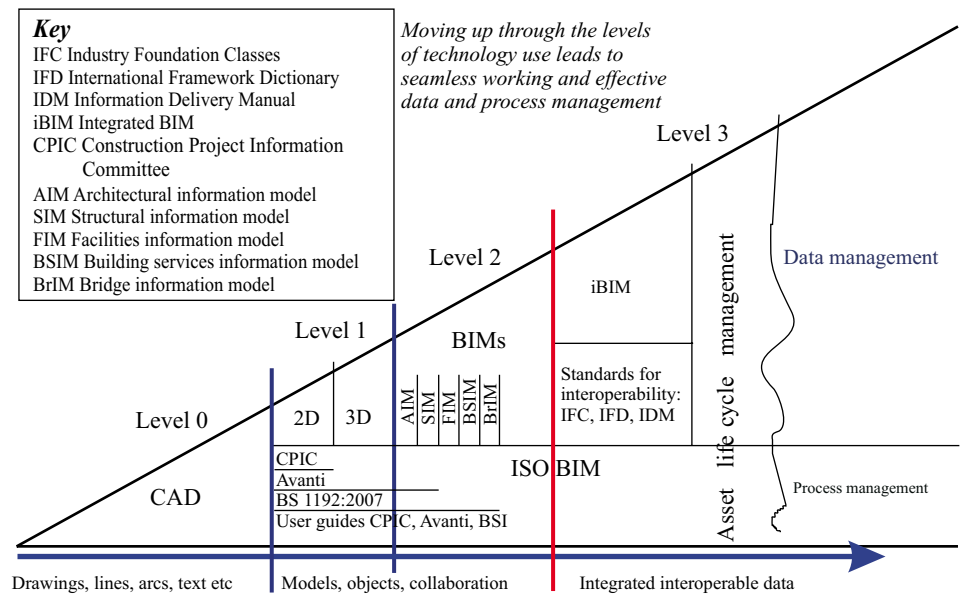 Key
IFC Industry Foundation Classes
IFD International Framework Dictionary
IDM Information Delivery Manual
iBIM Integrated BIM
CPIC Construction Project Information
Committee
AIM Architectural information model
SIM Structural information model
FIM Facilities information model
BSIM Building services information model
BrIM Bridge information model
Moving up through the levels
of technology use leads to
seamless working and effective
data and process management
Level 3
Level 2
Level 1
Level 0
Data management
iBIM
BIMs
Standards for
interoperability:
IFC, IFD, IDM
2D
3D
AIM
SIM
FIM
BSIM
BrIM
Asset life cycle management
CAD
CPIC
Avanti
BS 1192:2007
User guides CPIC, Avanti, BSI
ISO BIM
Process management
Drawings, lines, arcs, text etc
Models, objects, collaboration
Integrated interoperable data